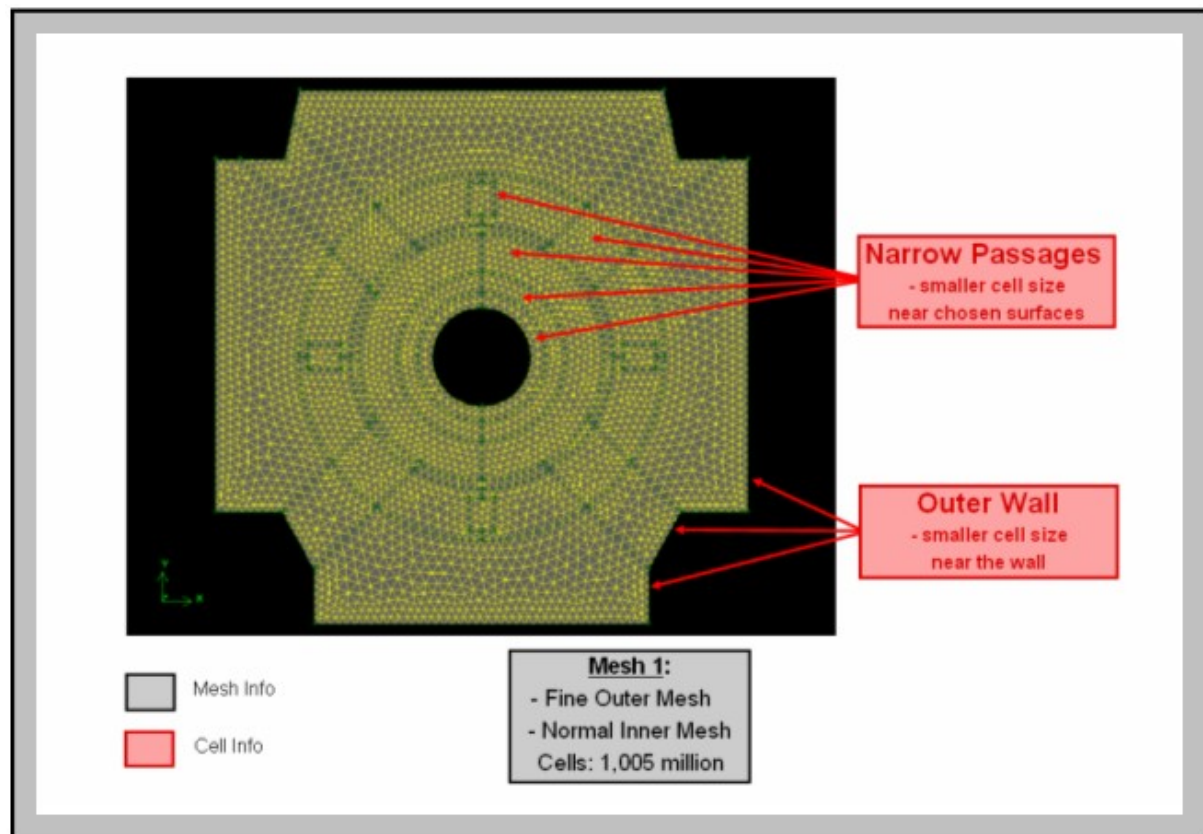 Narrow Passages
- smaller cell size
near chosen surfaces
Outer Wall
- smaller cell size
near the wall
Y
X
Mesh Info
Cell Info
Mesh 1:
- Fine Outer Mesh
- Normal Inner Mesh
Cells: 1,005 million